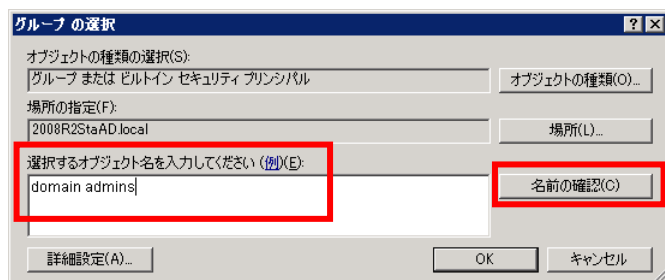 グループ の選択
オブジェクトの種類の選択(S):
グループ または ビルトイン セキュリティ プリンシパル
オブジェクトの種類(O)...
場所の指定(F):
2008R2StaAD.local
場所(L)...
選択するオブジェクト名を入力してください (例)(E):
domain admins
名前の確認(C)
詳細設定(A)...
OK
キャンセル